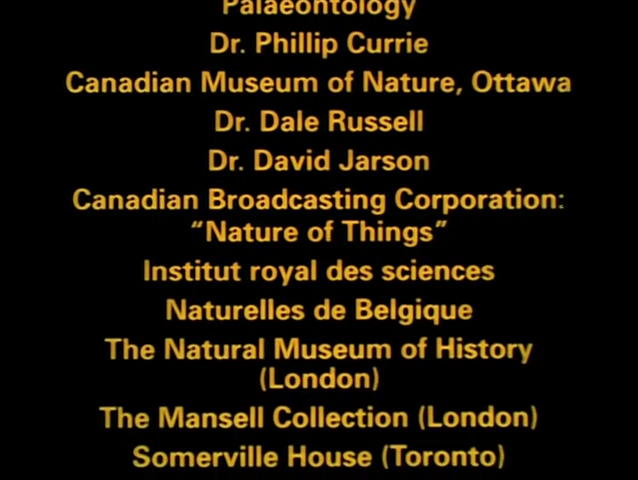 Palaeontology
Dr. Phillip Currie
Canadian Museum of Nature, Ottawa
Dr. Dale Russell
Dr. David Jarson
Canadian Broadcasting Corporation:
“Nature of Things”
Institut royal des sciences
Naturelles de Belgique
The Natural Museum of History
(London)
The Mansell Collection (London)
Somerville House (Toronto)